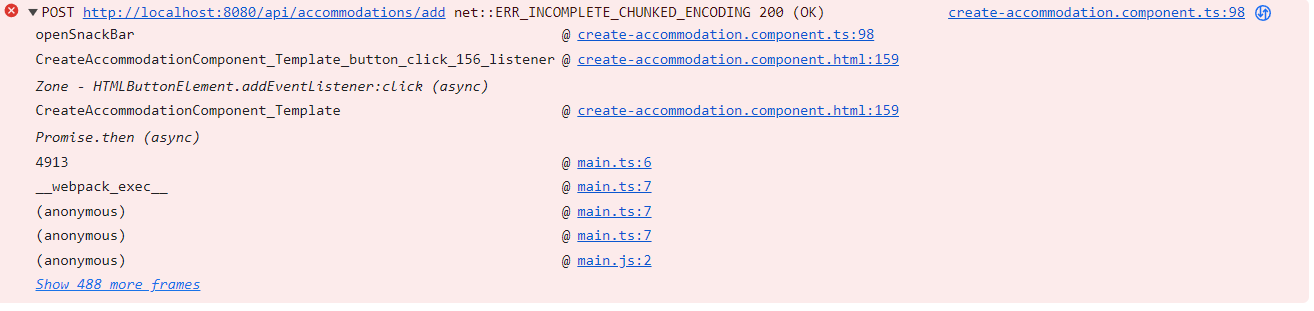 POST http://localhost:8080/api/accommodations/add net::ERR_INCOMPLETE_CHUNKED_ENCODING 200 (OK) create-accommodation.component.ts:98
openSnackBar @ create-accommodation.component.ts:98
CreateAccommodationComponent_Template_button_click_156_listener @ create-accommodation.component.html:159
Zone - HTMLButtonElement.addEventListener:click (async)
CreateAccommodationComponent_Template @ create-accommodation.component.html:159
Promise.then (async)
4913 @ main.ts:6
__webpack_exec__ @ main.ts:7
(anonymous) @ main.ts:7
(anonymous) @ main.ts:7
(anonymous) @ main.js:2
Show 488 more frames